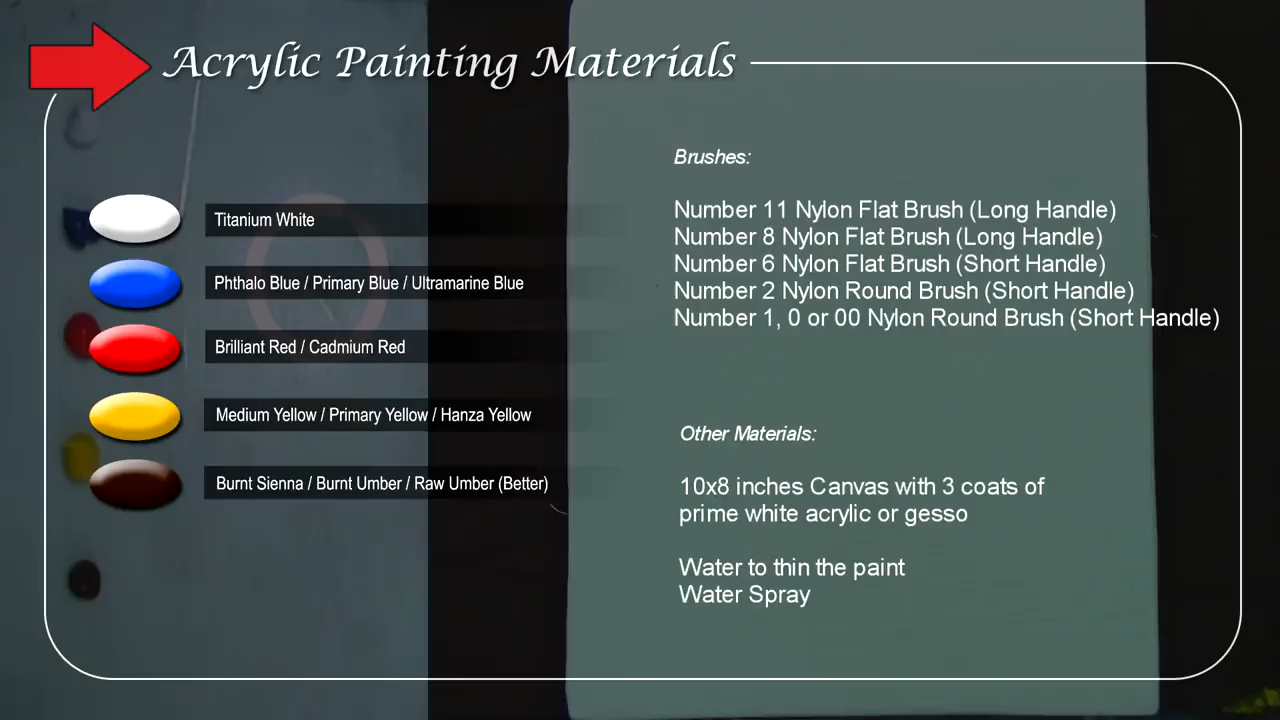 Acrylic Painting Materials
Titanium White
Phthalo Blue / Primary Blue / Ultramarine Blue
Brilliant Red / Cadmium Red
Medium Yellow / Primary Yellow / Hanza Yellow
Burnt Sienna / Burnt Umber / Raw Umber (Better)
Brushes:
Number 11 Nylon Flat Brush (Long Handle)
Number 8 Nylon Flat Brush (Long Handle)
Number 6 Nylon Flat Brush (Short Handle)
Number 2 Nylon Round Brush (Short Handle)
Number 1, 0 or 00 Nylon Round Brush (Short Handle)
Other Materials:
10x8 inches Canvas with 3 coats of
prime white acrylic or gesso
Water to thin the paint
Water Spray